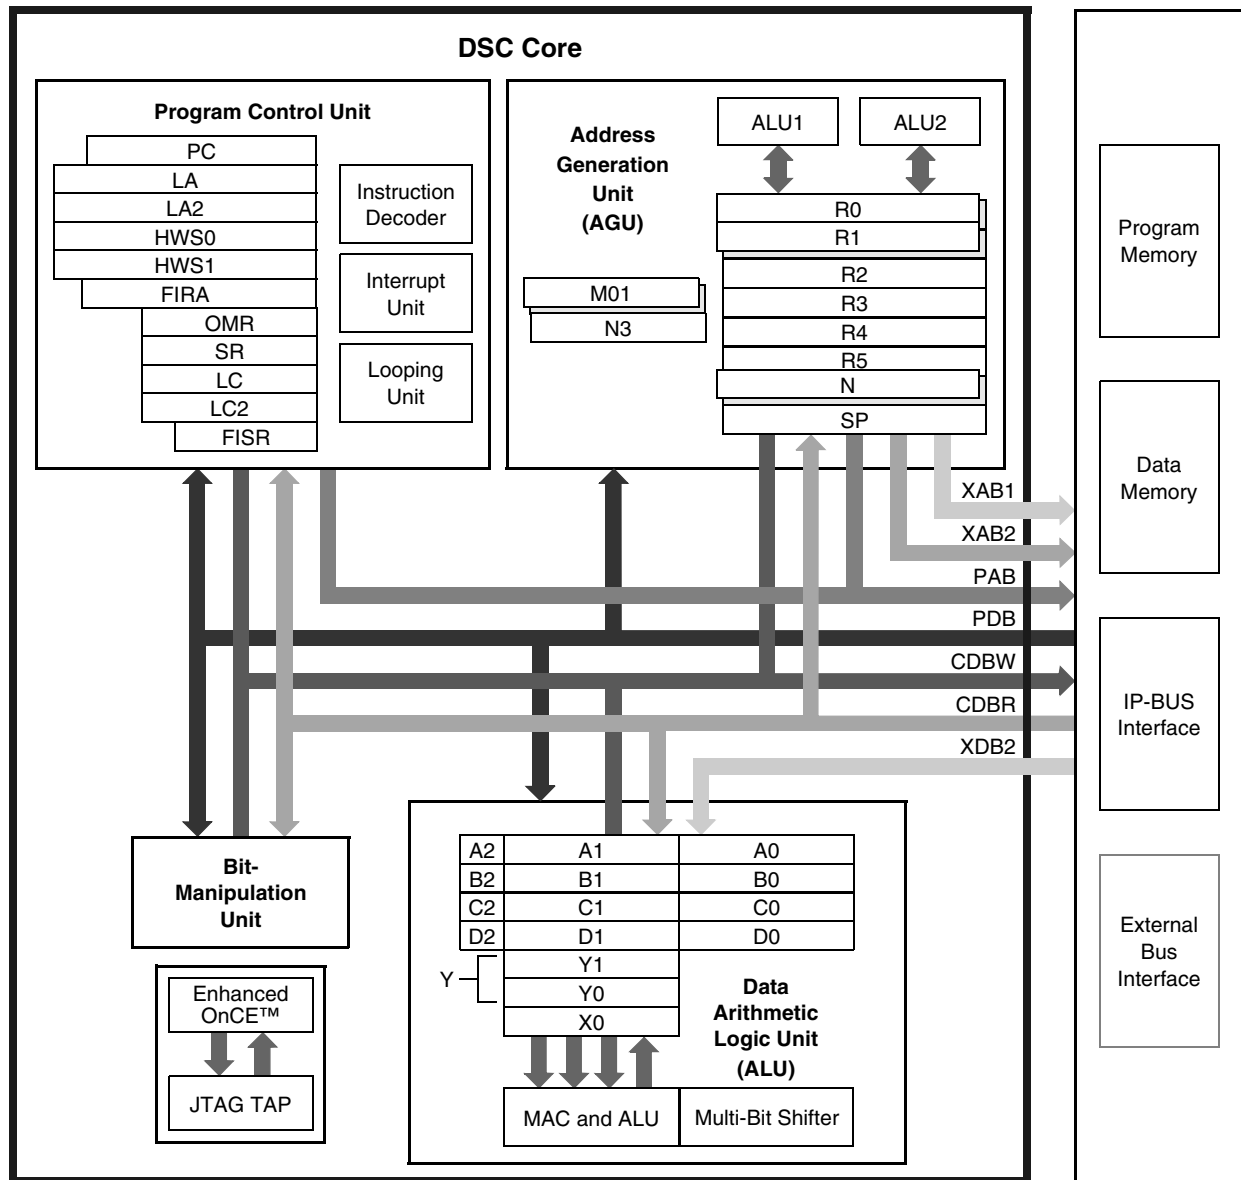 DSC Core
Program Control Unit
PC
LA
LA2
HWS0
HWS1
FIRA
OMR
SR
LC
LC2
FISR
Instruction
Decoder
Interrupt
Unit
Looping
Unit
Address
Generation
Unit
(AGU)
ALU1
ALU2
R0
R1
R2
R3
R4
R5
N
SP
M01
N3
XAB1
XAB2
PAB
PDB
CDBW
CDBR
XDB2
Program
Memory
Data
Memory
IP-BUS
Interface
External
Bus
Interface
Bit-
Manipulation
Unit
Enhanced
OnCE™
JTAG TAP
A2 A1 A0
B2 B1 B0
C2 C1 C0
D2 D1 D0
Y
Y1
Y0
X0
Data
Arithmetic
Logic Unit
(ALU)
MAC and ALU
Multi-Bit Shifter